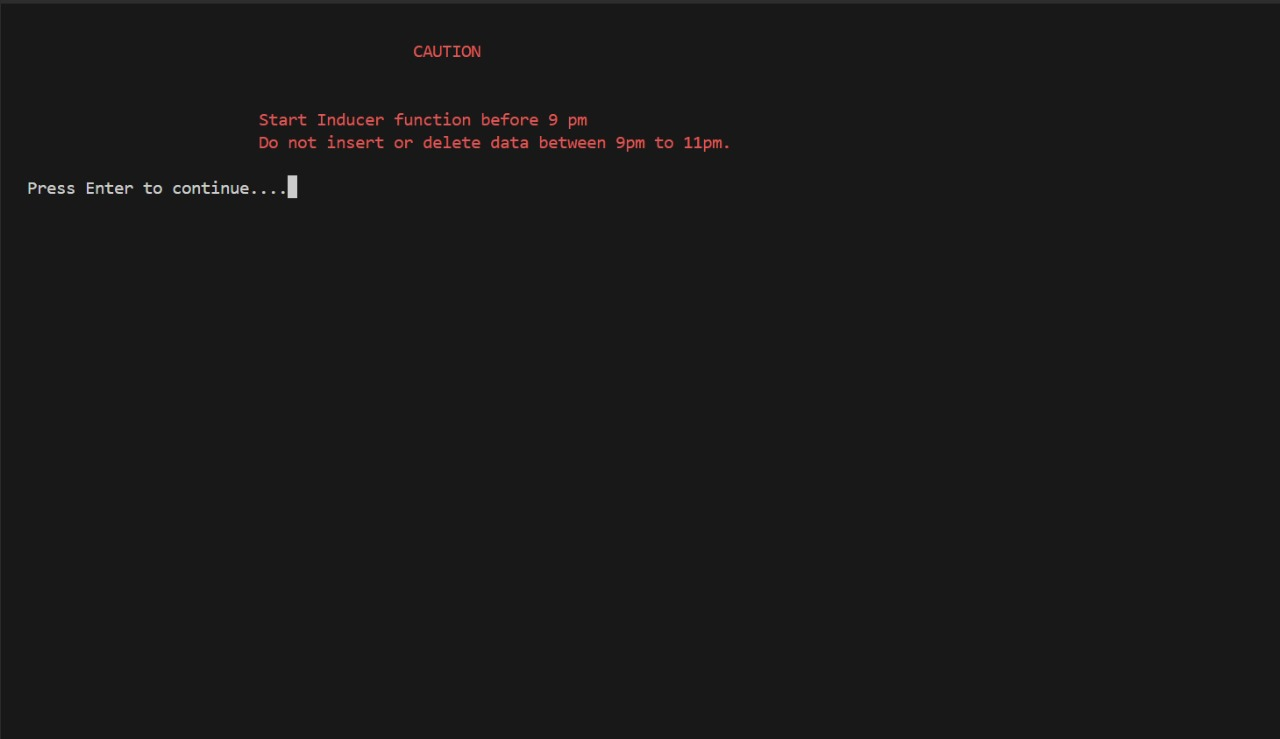 CAUTION
Start Inducer function before 9 pm
Do not insert or delete data between 9pm to 11pm.
Press Enter to continue....